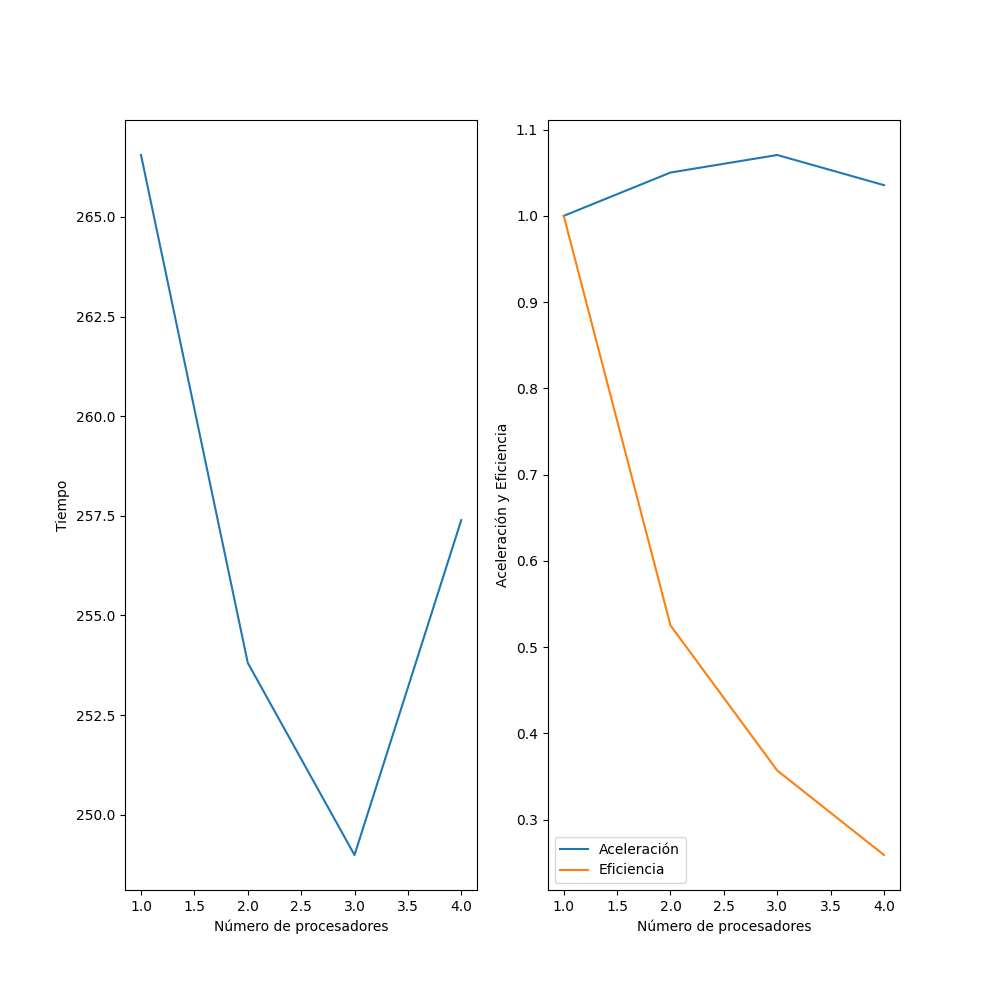 Tiempo
265.0
262.5
260.0
257.5
255.0
252.5
250.0
1.0 1.5 2.0 2.5 3.0 3.5 4.0
Número de procesadores
Aceleración y Eficiencia
1.1
1.0
0.9
0.8
0.7
0.6
0.5
0.4
0.3
Aceleración
Eficiencia
1.0 1.5 2.0 2.5 3.0 3.5 4.0
Número de procesadores